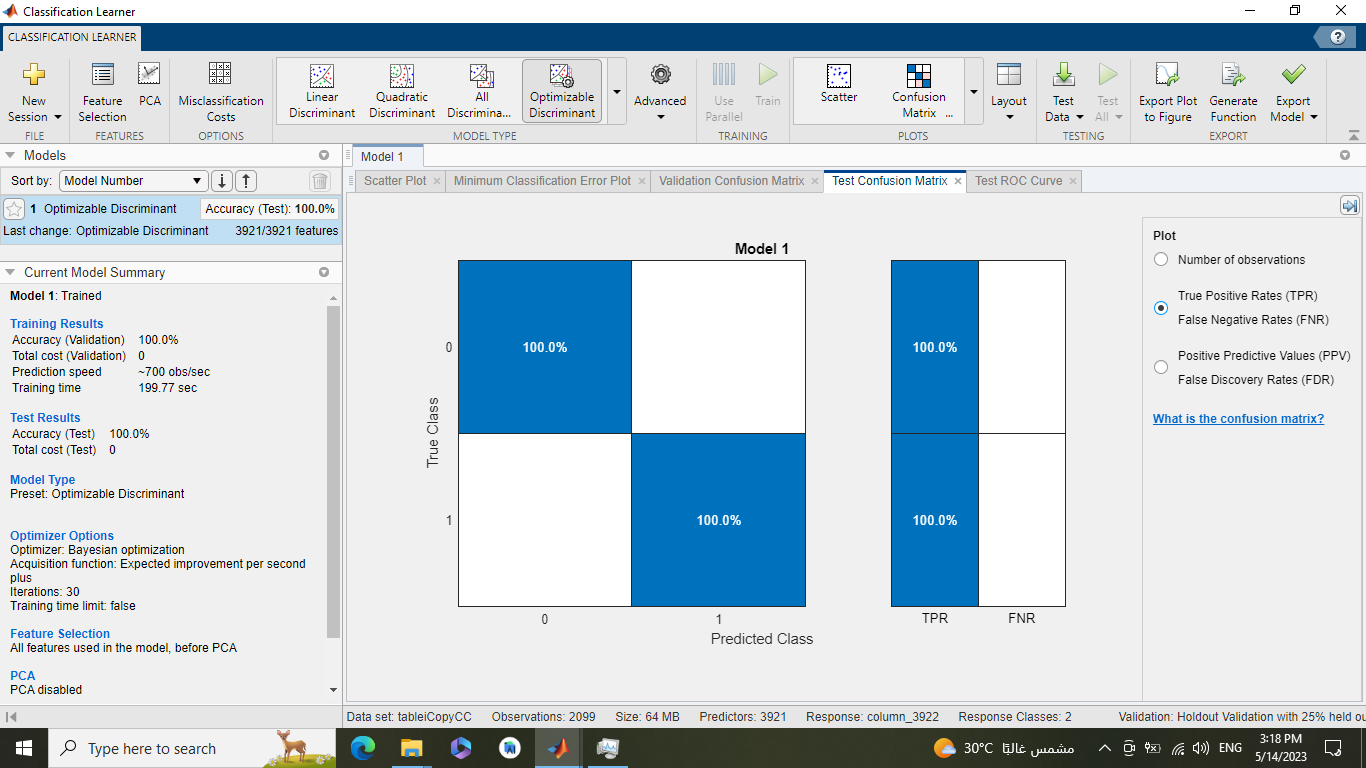 Classification Learner
CLASSIFICATION LEARNER
New Session
Feature Selection
PCA
Misclassification Costs
Linear Discriminant
Quadratic Discriminant
All Discrimina...
Optimizable Discriminant
Advanced
Use Parallel
Train
Scatter
Confusion Matrix ...
Layout
Test Data
Test All
Export Plot to Figure
Generate Function
Export Model
FILE
FEATURES
OPTIONS
MODEL TYPE
TRAINING
PLOTS
TESTING
EXPORT
Models
Sort by: Model Number
1 Optimizable Discriminant Accuracy (Test): 100.0%
Last change: Optimizable Discriminant 3921/3921 features
Current Model Summary
Model 1: Trained
Training Results
Accuracy (Validation) 100.0%
Total cost (Validation) 0
Prediction speed ~700 obs/sec
Training time 199.77 sec
Test Results
Accuracy (Test) 100.0%
Total cost (Test) 0
Model Type
Preset: Optimizable Discriminant
Optimizer Options
Optimizer: Bayesian optimization
Acquisition function: Expected improvement per second
plus
Iterations: 30
Training time limit: false
Feature Selection
All features used in the model, before PCA
PCA
PCA disabled
Model 1
Scatter Plot
Minimum Classification Error Plot
Validation Confusion Matrix
Test Confusion Matrix
Test ROC Curve
Model 1
True Class
0
100.0%
100.0%
1
100.0%
100.0%
0
1
TPR
FNR
Predicted Class
Plot
Number of observations
True Positive Rates (TPR)
False Negative Rates (FNR)
Positive Predictive Values (PPV)
False Discovery Rates (FDR)
What is the confusion matrix?
Data set: tableiCopyCC Observations: 2099 Size: 64 MB Predictors: 3921 Response: column_3922 Response Classes: 2 Validation: Holdout Validation with 25% held ou
Type here to search
30°C مشمس غالبًا
ENG
3:18 PM
5/14/2023